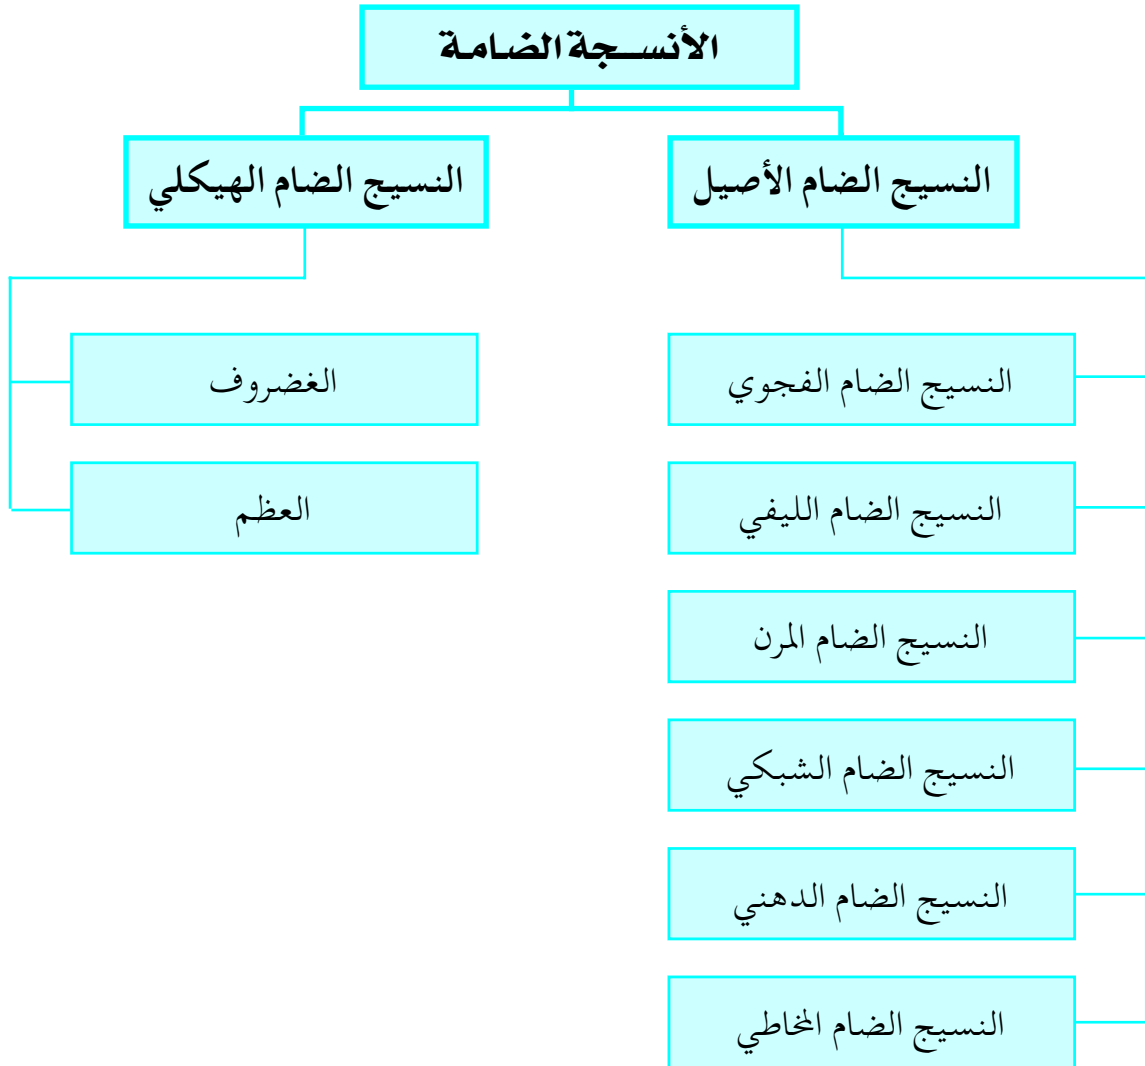 الأنسجة الضامة
النسيج الضام الأصيل
النسيج الضام الفجوي
النسيج الضام الليفي
النسيج الضام المرن
النسيج الضام الشبكي
النسيج الضام الدهني
النسيج الضام المخاطي
النسيج الضام الهيكلي
الغضروف
العظم